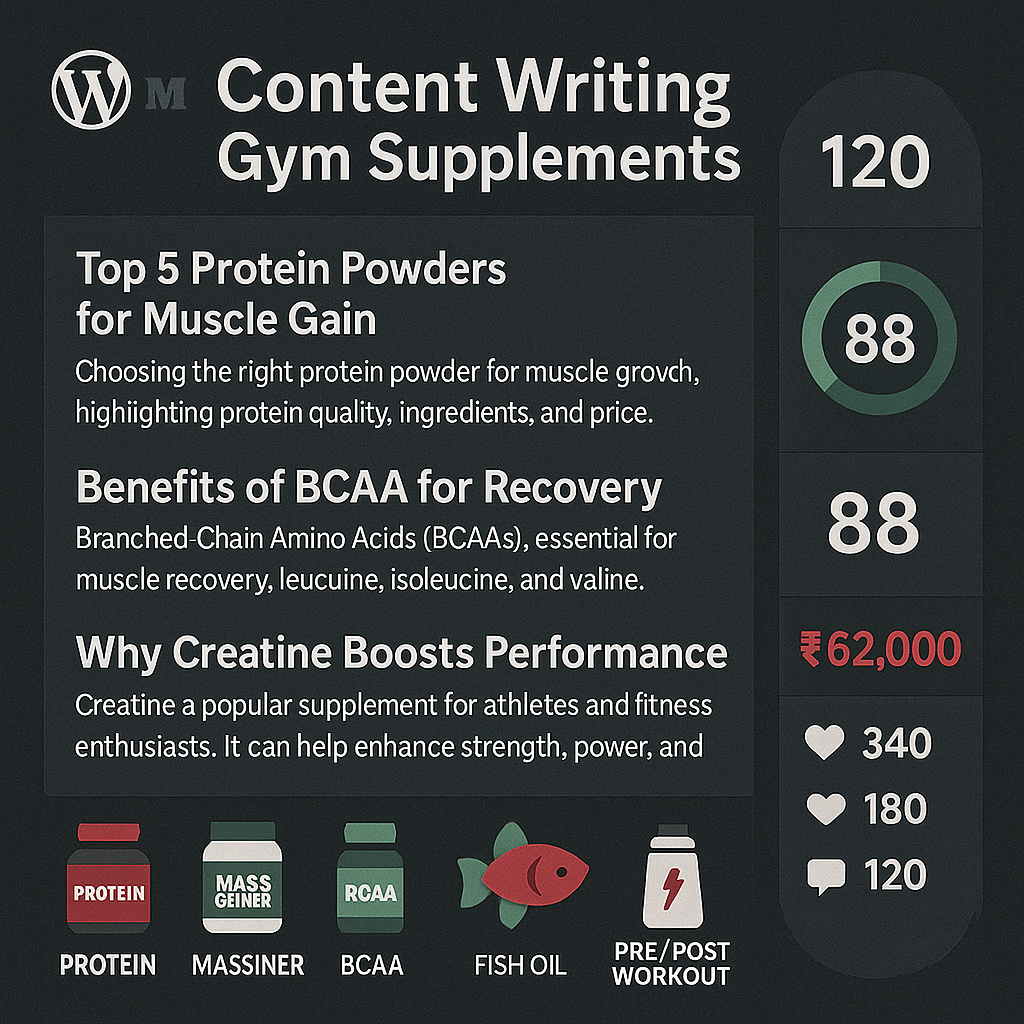 W M Content Writing
Gym Supplements
Top 5 Protein Powders
for Muscle Gain
Choosing the right protein powder for muscle grovch,
highiighting protein quality, ingredients, and price.
Benefits of BCAA for Recovery
Branched-Chain Amino Acids (BCAAs), essential for
muscle recovery, leucuine, isoleucine, and valine.
Why Creatine Boosts Performance
Creatine a popular supplement for athletes and fitness
enthusiasts. It can help enhance strength, power, and
PROTEIN
MASS
GEINER
RCAA
PROTEIN
MASSINER
BCAA
FISH OIL
PRE/POST
WORKOUT
120
88
88
₹62,000
340
180
120